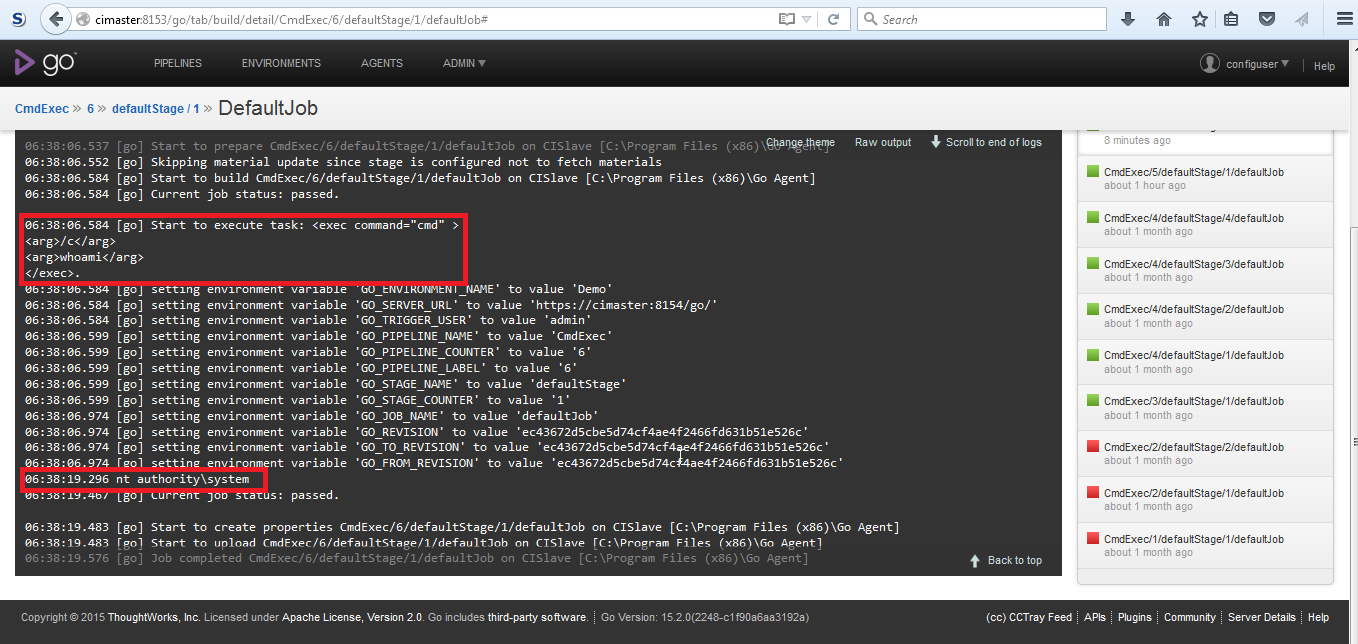 cimaster:8153/go/tab/build/detail/CmdExec/6/defaultStage/1/defaultJob#
Search
go
PIPELINES
ENVIRONMENTS
AGENTS
ADMIN
configuser
Help
CmdExec » 6 » defaultStage / 1 » DefaultJob
Change theme
Raw output
Scroll to end of logs
06:38:06.537 [go] Start to prepare CmdExec/6/defaultStage/1/defaultJob on CISlave [C:\Program Files (x86)\Go Agent]
06:38:06.552 [go] Skipping material update since stage is configured not to fetch materials
06:38:06.584 [go] Start to build CmdExec/6/defaultStage/1/defaultJob on CISlave [C:\Program Files (x86)\Go Agent]
06:38:06.584 [go] Current job status: passed.
06:38:06.584 [go] Start to execute task: <exec command="cmd" >
<arg>/c</arg>
<arg>whoami</arg>
</exec>.
06:38:06.584 [go] setting environment variable 'GO_ENVIRONMENT_NAME' to value 'Demo'
06:38:06.584 [go] setting environment variable 'GO_SERVER_URL' to value 'https://cimaster:8154/go/'
06:38:06.584 [go] setting environment variable 'GO_TRIGGER_USER' to value 'admin'
06:38:06.599 [go] setting environment variable 'GO_PIPELINE_NAME' to value 'CmdExec'
06:38:06.599 [go] setting environment variable 'GO_PIPELINE_COUNTER' to value '6'
06:38:06.599 [go] setting environment variable 'GO_PIPELINE_LABEL' to value '6'
06:38:06.599 [go] setting environment variable 'GO_STAGE_NAME' to value 'defaultStage'
06:38:06.599 [go] setting environment variable 'GO_STAGE_COUNTER' to value '1'
06:38:06.974 [go] setting environment variable 'GO_JOB_NAME' to value 'defaultJob'
06:38:06.974 [go] setting environment variable 'GO_REVISION' to value 'ec43672d5cbe5d74cf4ae4f2466fd631b51e526c'
06:38:06.974 [go] setting environment variable 'GO_TO_REVISION' to value 'ec43672d5cbe5d74cf4ae4f2466fd631b51e526c'
06:38:06.974 [go] setting environment variable 'GO_FROM_REVISION' to value 'ec43672d5cbe5d74cf4ae4f2466fd631b51e526c'
06:38:19.296 nt authority\system
06:38:19.467 [go] Current job status: passed.
06:38:19.483 [go] Start to create properties CmdExec/6/defaultStage/1/defaultJob on CISlave [C:\Program Files (x86)\Go Agent]
06:38:19.483 [go] Start to upload CmdExec/6/defaultStage/1/defaultJob on CISlave [C:\Program Files (x86)\Go Agent]
06:38:19.576 [go] Job completed CmdExec/6/defaultStage/1/defaultJob on CISlave [C:\Program Files (x86)\Go Agent]
Back to top
8 minutes ago
CmdExec/5/defaultStage/1/defaultJob
about 1 hour ago
CmdExec/4/defaultStage/4/defaultJob
about 1 month ago
CmdExec/4/defaultStage/3/defaultJob
about 1 month ago
CmdExec/4/defaultStage/2/defaultJob
about 1 month ago
CmdExec/4/defaultStage/1/defaultJob
about 1 month ago
CmdExec/3/defaultStage/1/defaultJob
about 1 month ago
CmdExec/2/defaultStage/2/defaultJob
about 1 month ago
CmdExec/2/defaultStage/1/defaultJob
about 1 month ago
CmdExec/1/defaultStage/1/defaultJob
about 1 month ago
Copyright © 2015 ThoughtWorks, Inc. Licensed under Apache License, Version 2.0. Go includes third-party software.
Go Version: 15.2.0(2248-c1f90a6aa3192a)
(cc) CCTray Feed
APIs
Plugins
Community
Server Details
Help